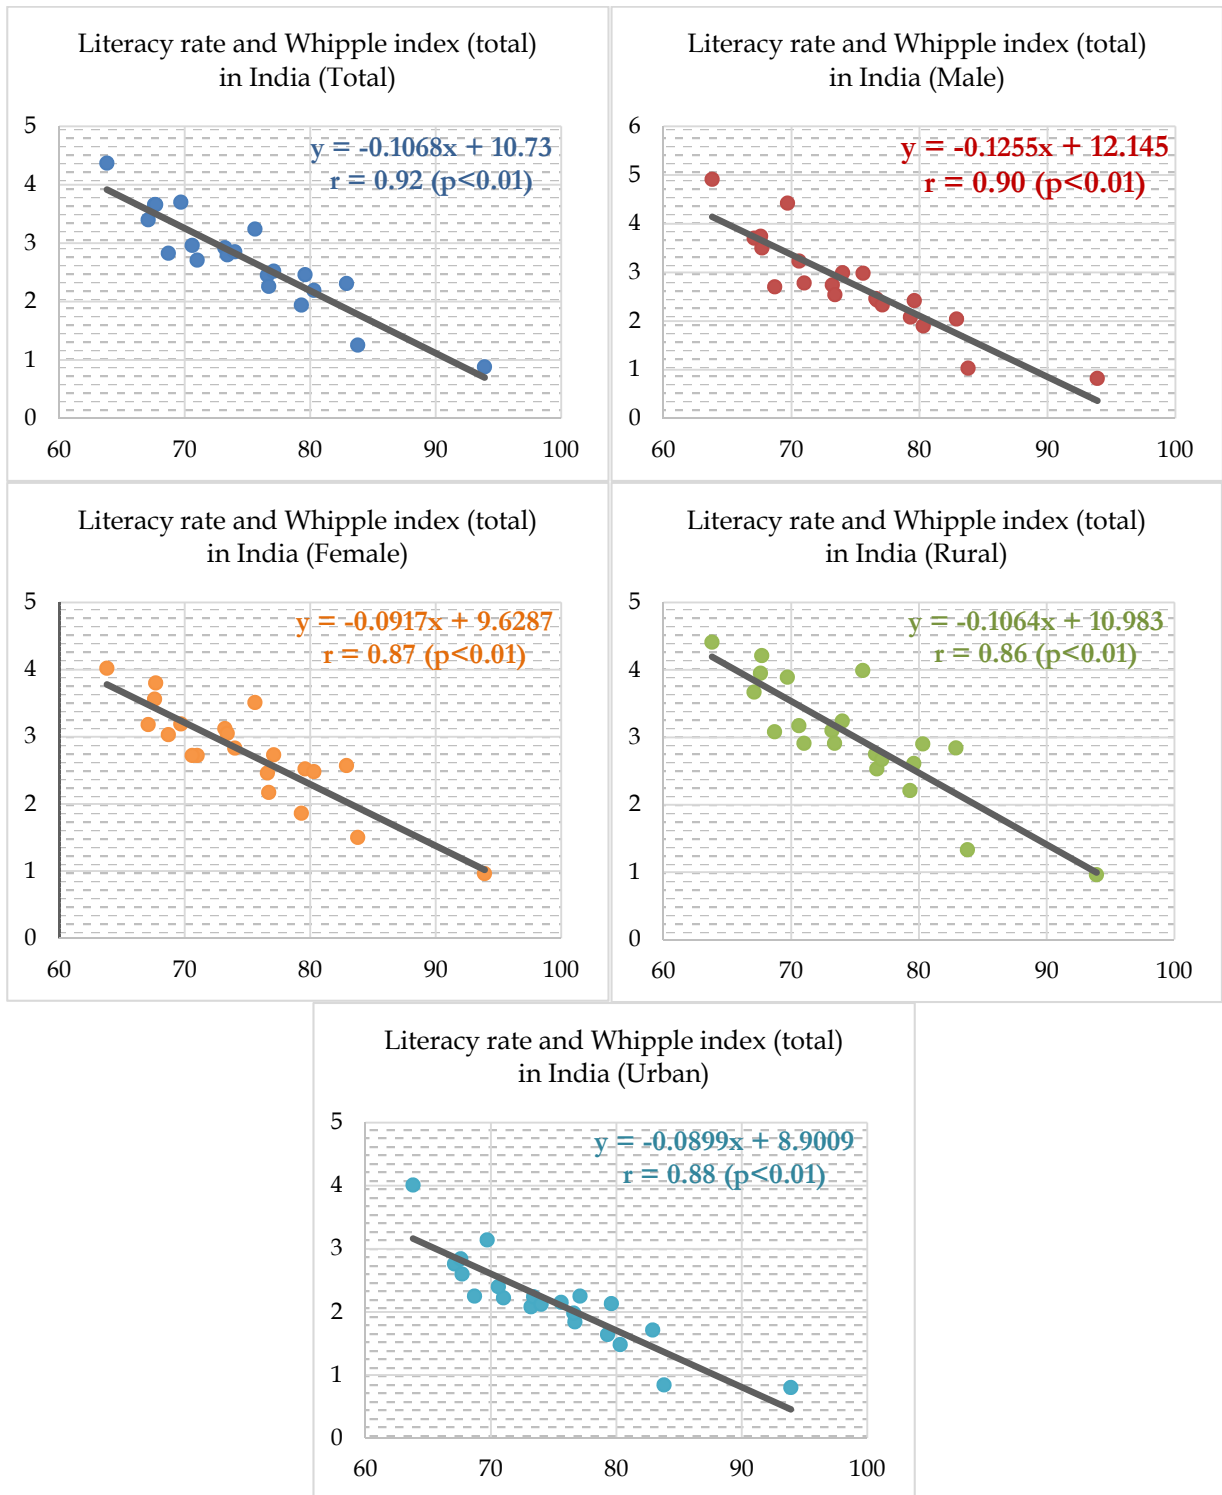 Literacy rate and Whipple index (total)
in India (Total)
y = -0.1068x + 10.73
r = 0.92 (p<0.01)
5
4
3
2
1
0
60 70 80 90 100
Literacy rate and Whipple index (total)
in India (Male)
y = -0.1255x + 12.145
r = 0.90 (p<0.01)
6
5
4
3
2
1
0
60 70 80 90 100
Literacy rate and Whipple index (total)
in India (Female)
y = -0.0917x + 9.6287
r = 0.87 (p<0.01)
5
4
3
2
1
0
60 70 80 90 100
Literacy rate and Whipple index (total)
in India (Rural)
y = -0.1064x + 10.983
r = 0.86 (p<0.01)
5
4
3
2
1
0
60 70 80 90 100
Literacy rate and Whipple index (total)
in India (Urban)
y = -0.0899x + 8.9009
r = 0.88 (p<0.01)
5
4
3
2
1
0
60 70 80 90 100